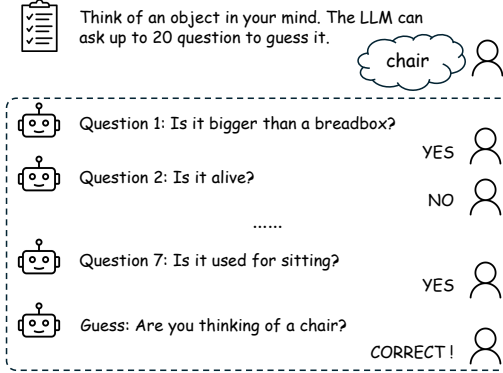 Think of an object in your mind. The LLM can
ask up to 20 question to guess it.
chair
Question 1: Is it bigger than a breadbox?
YES
Question 2: Is it alive?
NO
......
Question 7: Is it used for sitting?
YES
Guess: Are you thinking of a chair?
CORRECT !